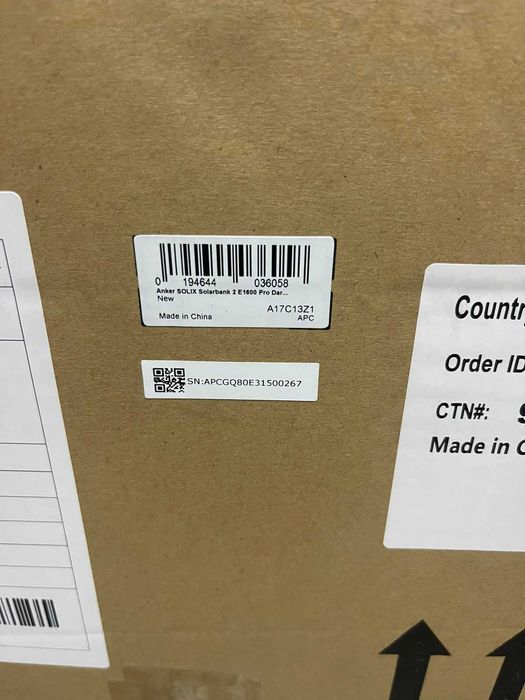 0 194644 036058
Anker SOLIX Solarbank 2 E1600 Pro Dar...
New
A17C13Z1
Made in China
APC
SN:APCGQ80E31500267
Countr
Order ID
CTN#:
Made in C